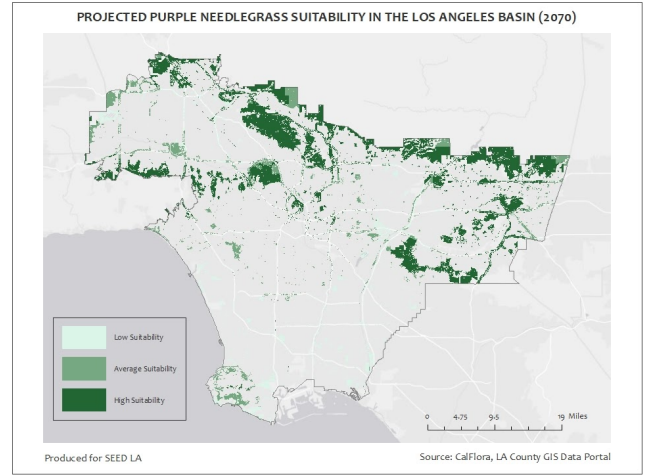 PROJECTED PURPLE NEEDLEGRASS SUITABILITY IN THE LOS ANGELES BASIN (2070)
Low Suitability
Average Suitability
High Suitability
0 4.75 9.5 19 Miles
Produced for SEED LA
Source: CalFlora, LA County GIS Data Portal